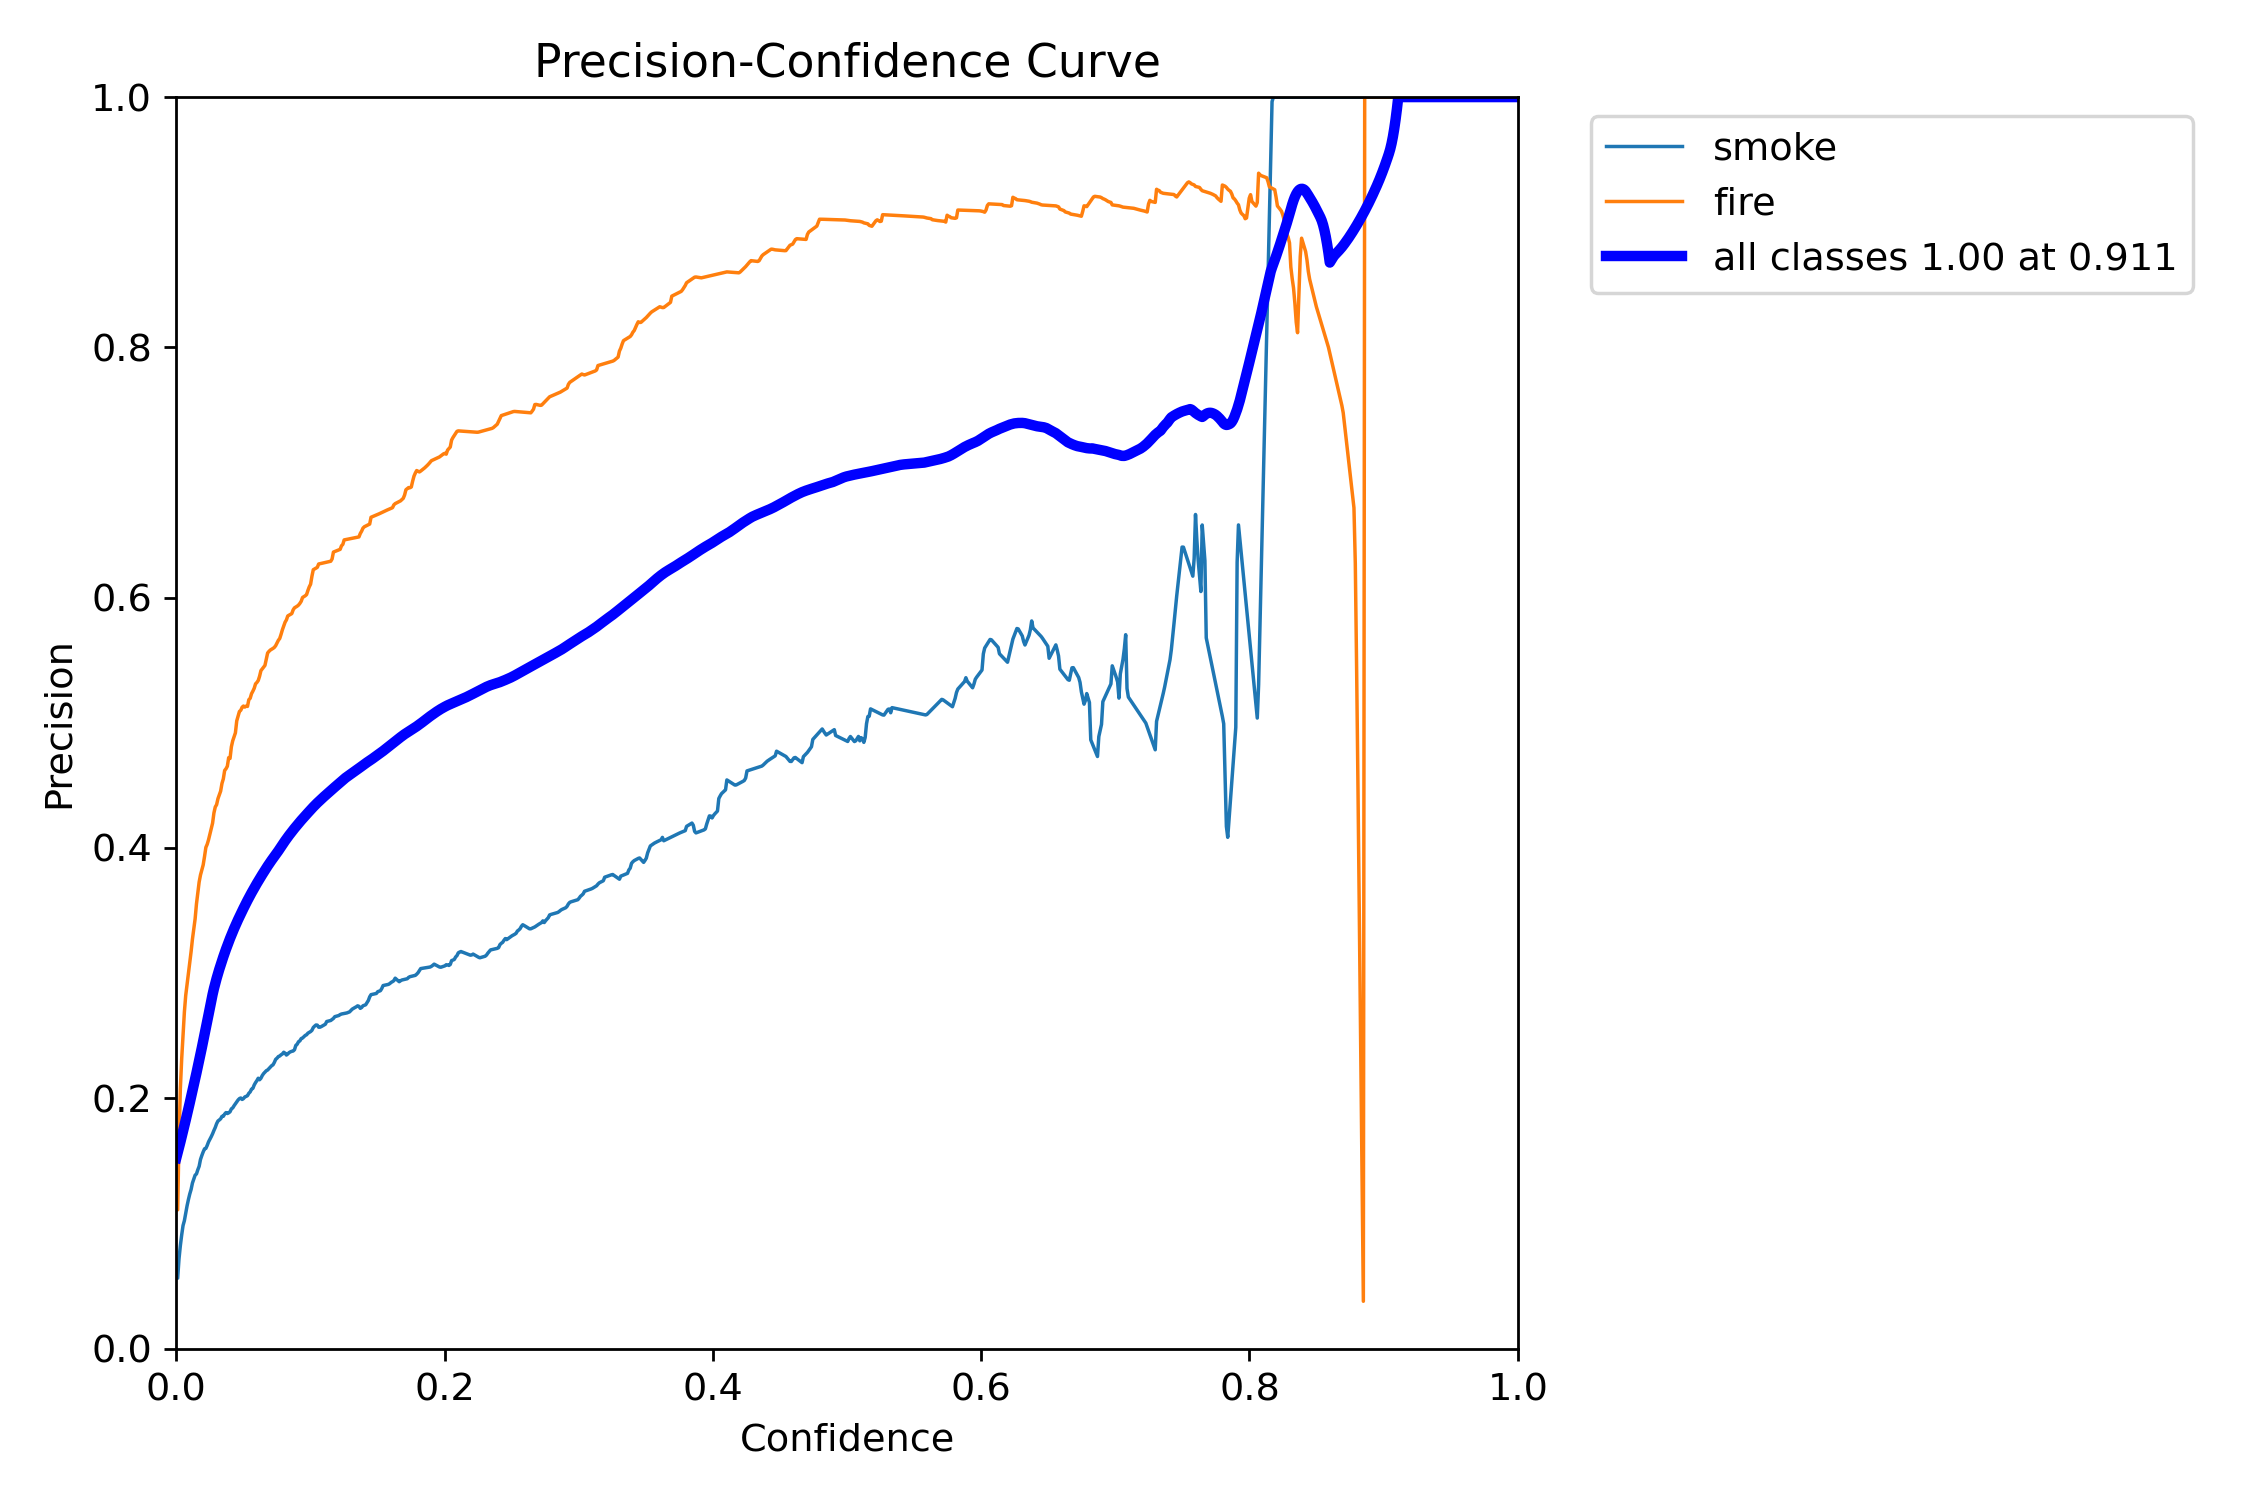 Precision-Confidence Curve
1.0
0.8
0.6
0.4
0.2
0.0
Precision
0.0 0.2 0.4 0.6 0.8 1.0
Confidence
smoke
fire
all classes 1.00 at 0.911